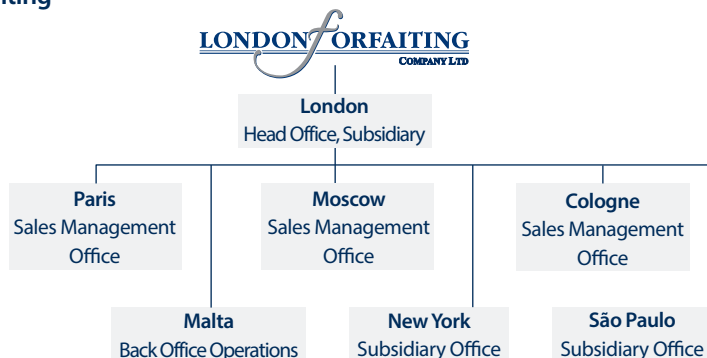 iting
LONDON FORFAITING
COMPANY LTD
London
Head Office, Subsidiary
Paris
Sales Management
Office
Moscow
Sales Management
Office
Cologne
Sales Management
Office
Malta
Back Office Operations
New York
Subsidiary Office
São Paulo
Subsidiary Office